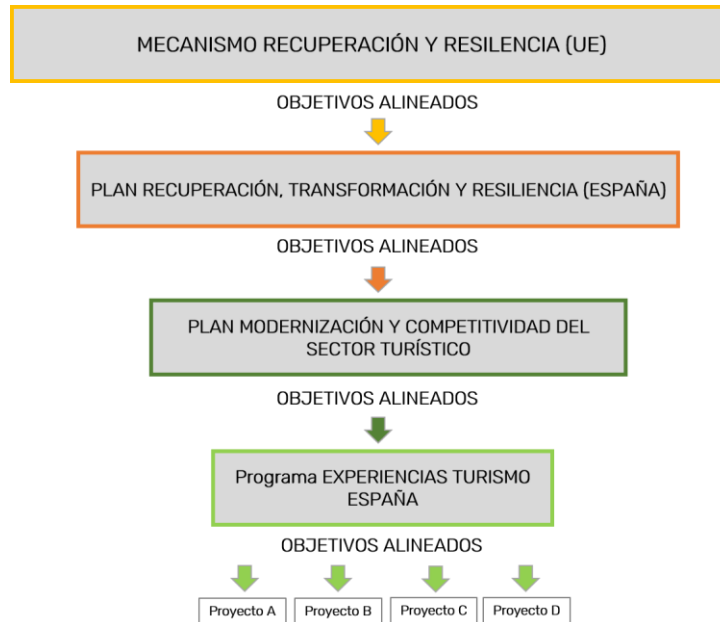 MECANISMO RECUPERACIÓN Y RESILENCIA (UE)
OBJETIVOS ALINEADOS
PLAN RECUPERACIÓN, TRANSFORMACIÓN Y RESILIENCIA (ESPAÑA)
OBJETIVOS ALINEADOS
PLAN MODERNIZACIÓN Y COMPETITIVIDAD DEL
SECTOR TURÍSTICO
OBJETIVOS ALINEADOS
Programa EXPERIENCIAS TURISMO
ESPAÑA
OBJETIVOS ALINEADOS
Proyecto A Proyecto B Proyecto C Proyecto D